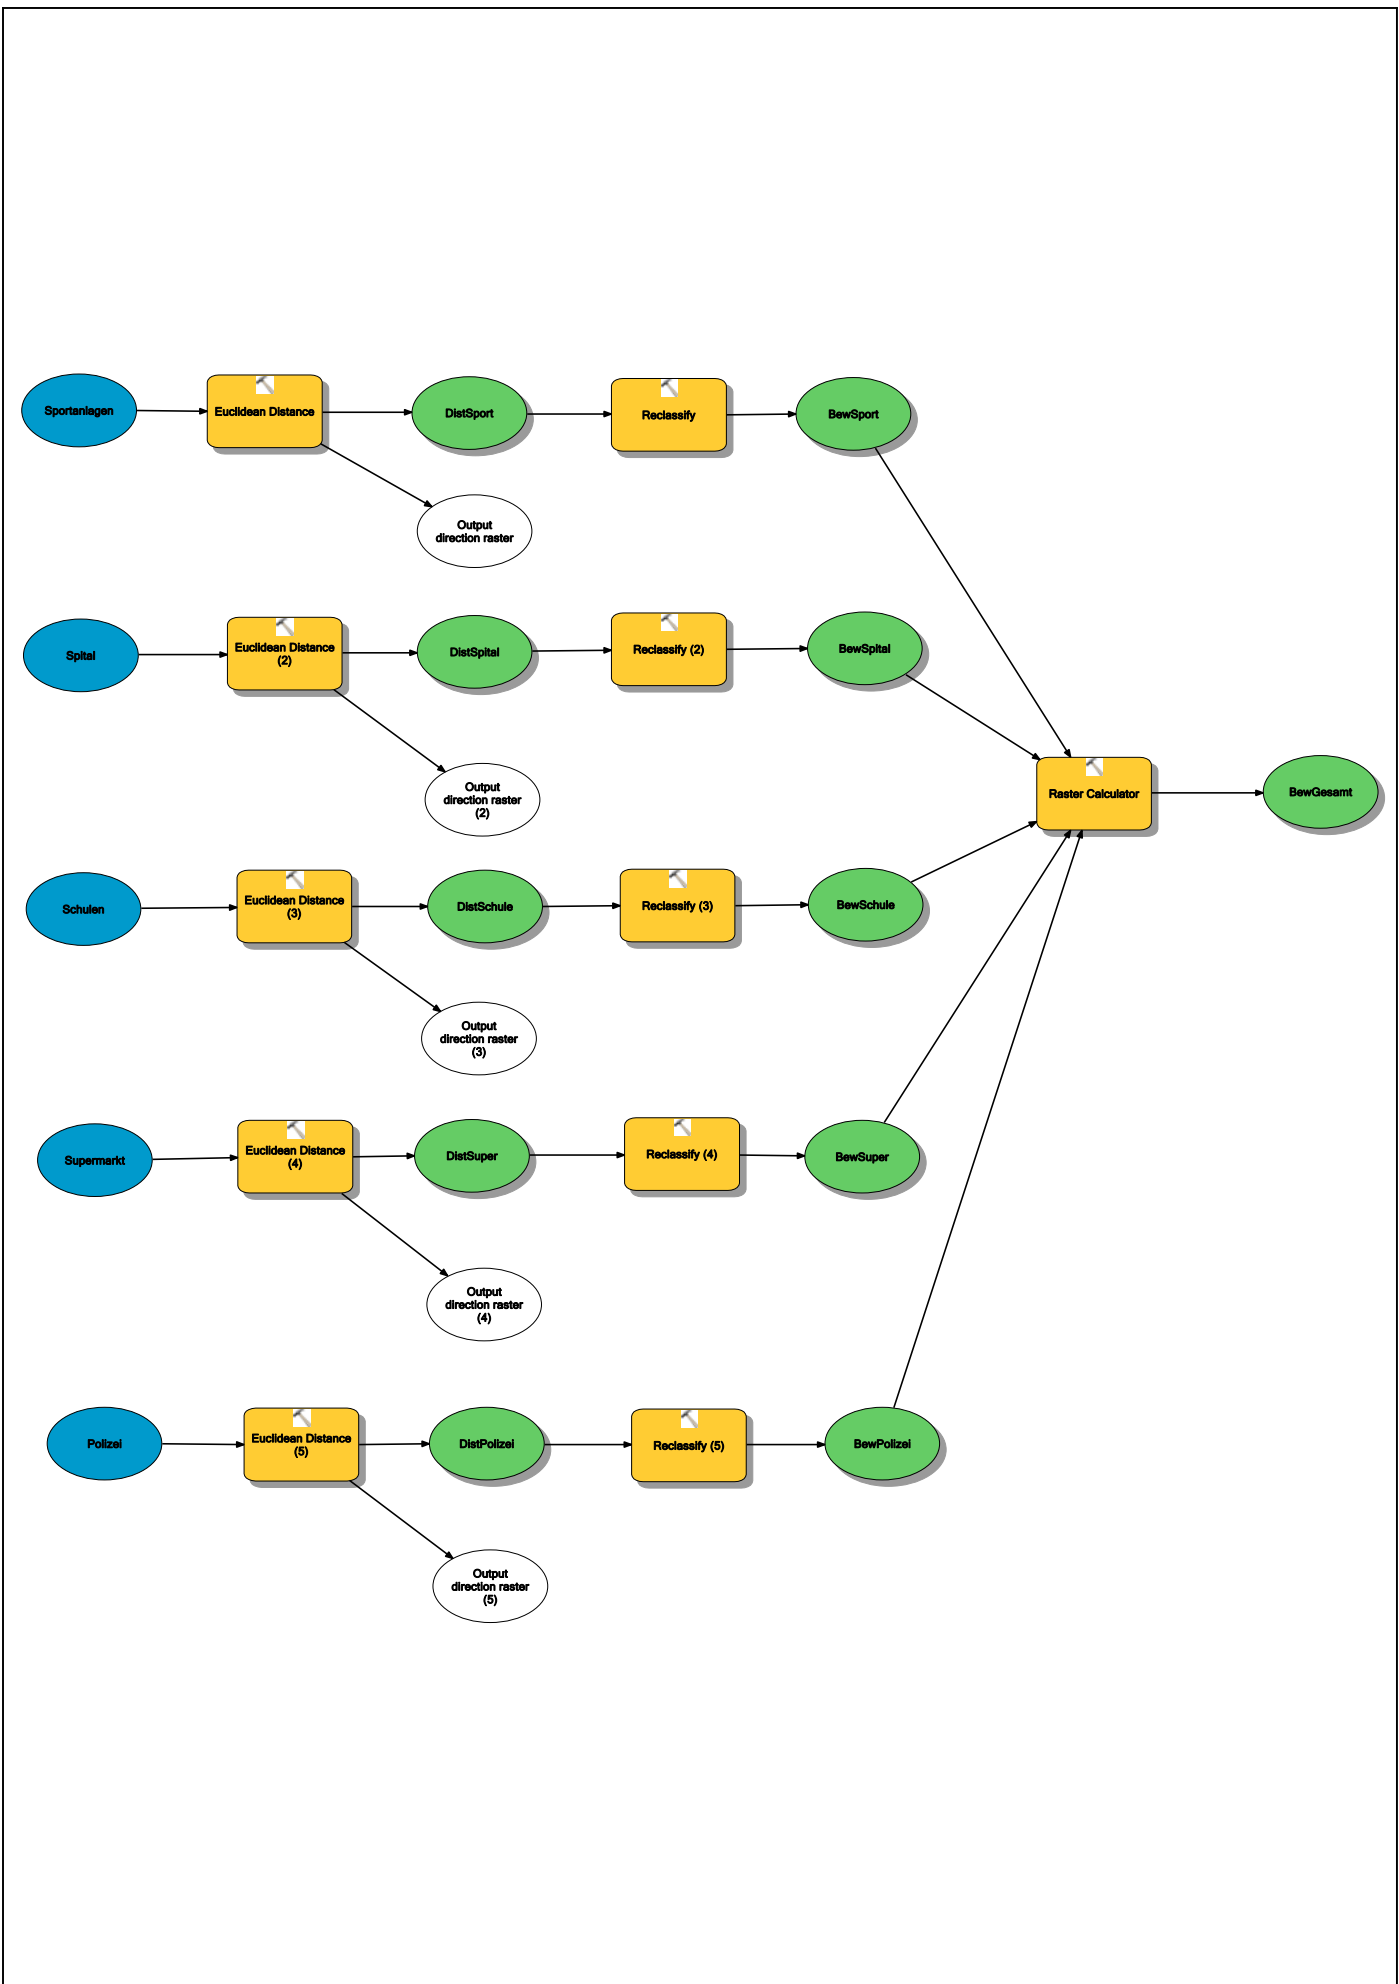 Sportanlagen
Euclidean Distance
DistSport
Reclassify
BewSport
Output
direction raster
Spital
Euclidean Distance
(2)
DistSpital
Reclassify (2)
BewSpital
Output
direction raster
(2)
Raster Calculator
BewGesamt
Schulen
Euclidean Distance
(3)
DistSchule
Reclassify (3)
BewSchule
Output
direction raster
(3)
Supermarkt
Euclidean Distance
(4)
DistSuper
Reclassify (4)
BewSuper
Output
direction raster
(4)
Polizei
Euclidean Distance
(5)
DistPolizei
Reclassify (5)
BewPolizei
Output
direction raster
(5)